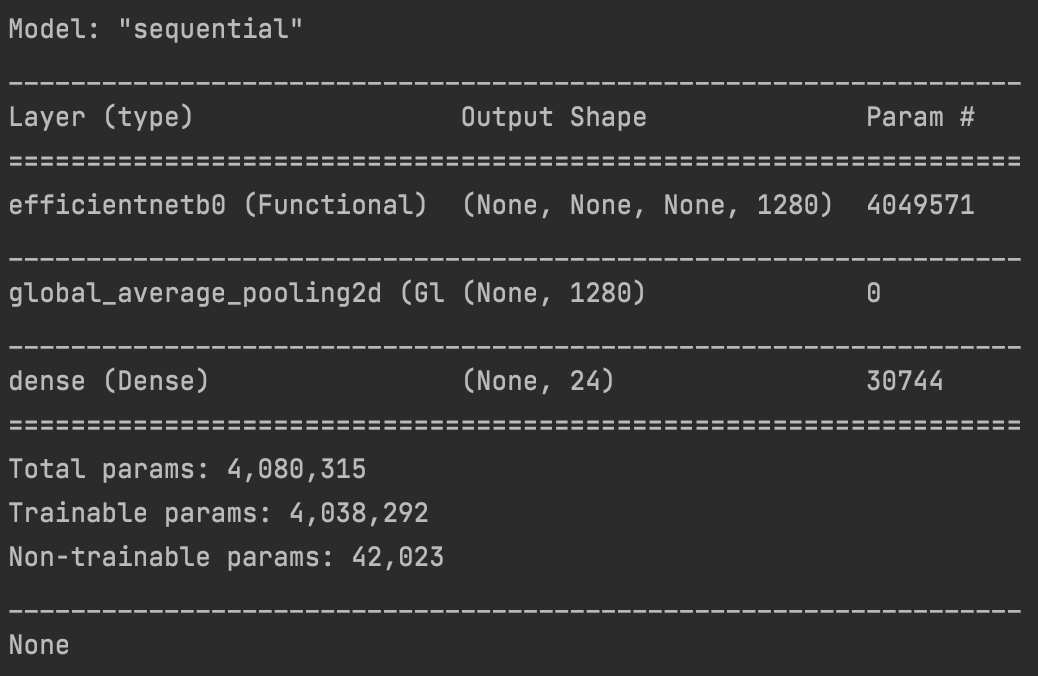 Model: "sequential"
_________________________________________________________________
Layer (type)                 Output Shape              Param #
=================================================================
efficientnetb0 (Functional)  (None, None, None, 1280)  4049571
_________________________________________________________________
global_average_pooling2d (Gl (None, 1280)              0
_________________________________________________________________
dense (Dense)                (None, 24)                30744
=================================================================
Total params: 4,080,315
Trainable params: 4,038,292
Non-trainable params: 42,023
_________________________________________________________________
None